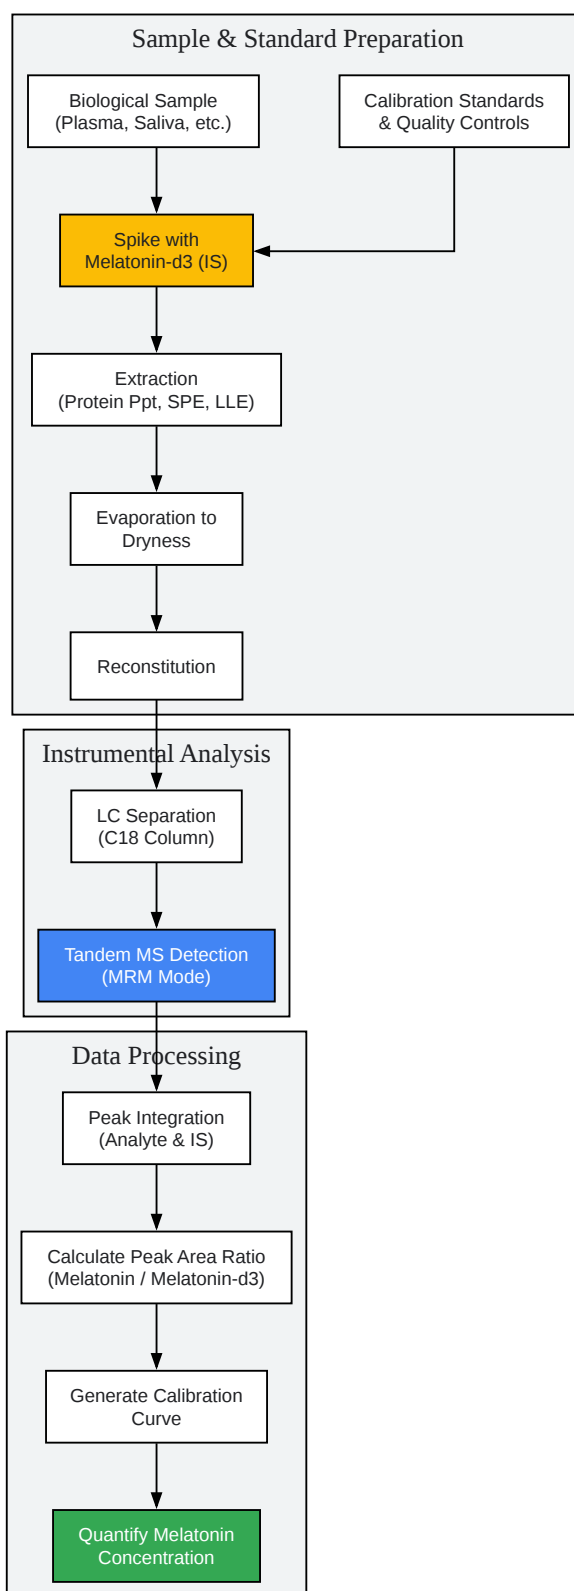 Sample & Standard Preparation
Biological Sample
(Plasma, Saliva, etc.)
Calibration Standards
& Quality Controls
Spike with
Melatonin-d3 (IS)
Extraction
(Protein Ppt, SPE, LLE)
Evaporation to
Dryness
Reconstitution
Instrumental Analysis
LC Separation
(C18 Column)
Tandem MS Detection
(MRM Mode)
Data Processing
Peak Integration
(Analyte & IS)
Calculate Peak Area Ratio
(Melatonin / Melatonin-d3)
Generate Calibration
Curve
Quantify Melatonin
Concentration